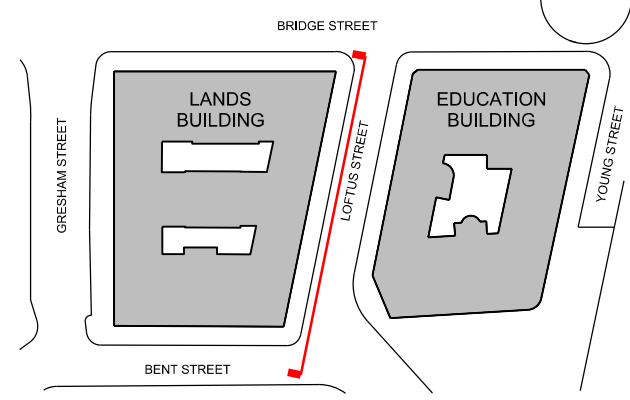 BRIDGE STREET
LANDS
BUILDING
EDUCATION
BUILDING
GRESHAM STREET
LOFTUS STREET
YOUNG STREET
BENT STREET